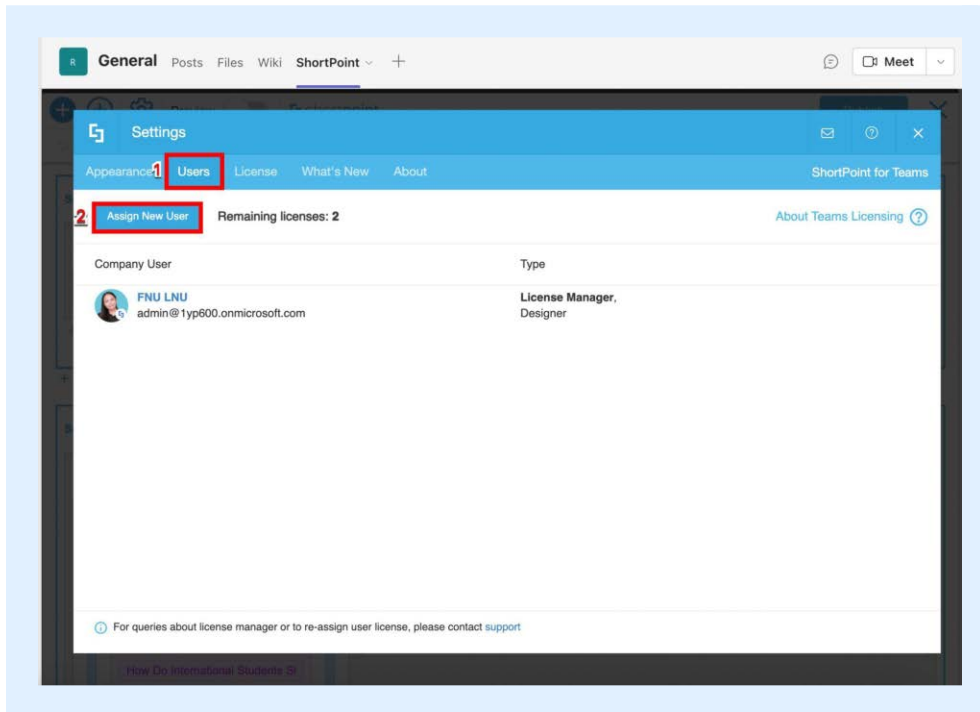 R General Posts Files Wiki ShortPoint + Meet
Preview sharepoint Publish
Settings
Appearance 1 Users License What's New About ShortPoint for Teams
2 Assign New User Remaining licenses: 2 About Teams Licensing ?
Company User Type
FNU LNU License Manager,
admin@1yp600.onmicrosoft.com Designer
For queries about license manager or to re-assign user license, please contact support
How Do International Students